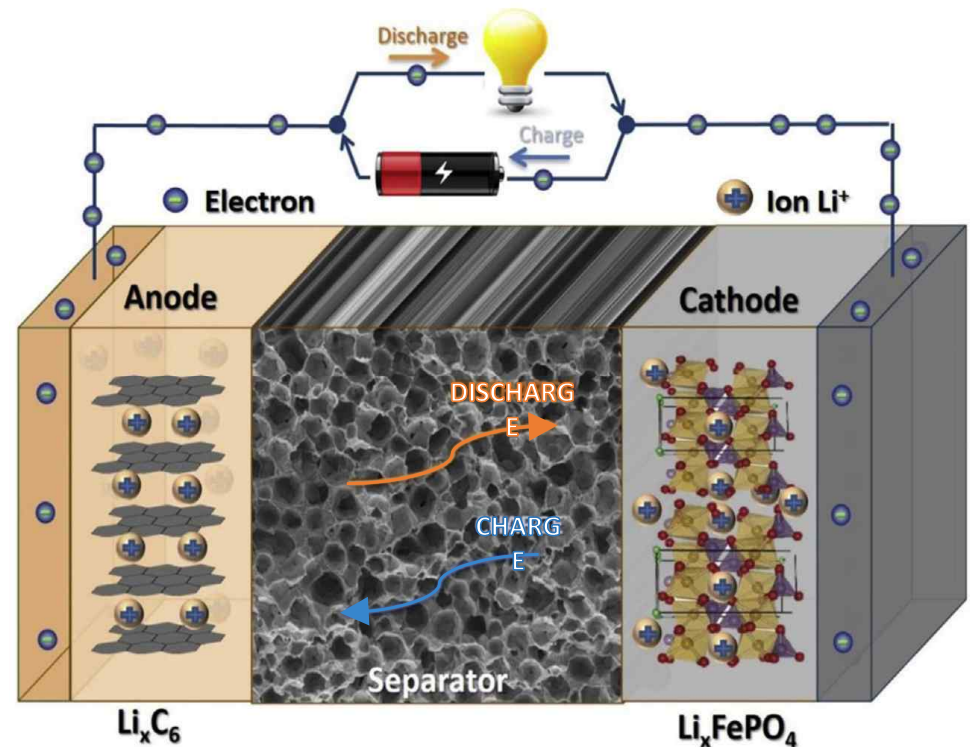 Discharge
Charge
Electron
Ion Li⁺
Anode
Cathode
DISCHARG
E
CHARG
E
Separator
LiₓC₆
LiₓFePO₄